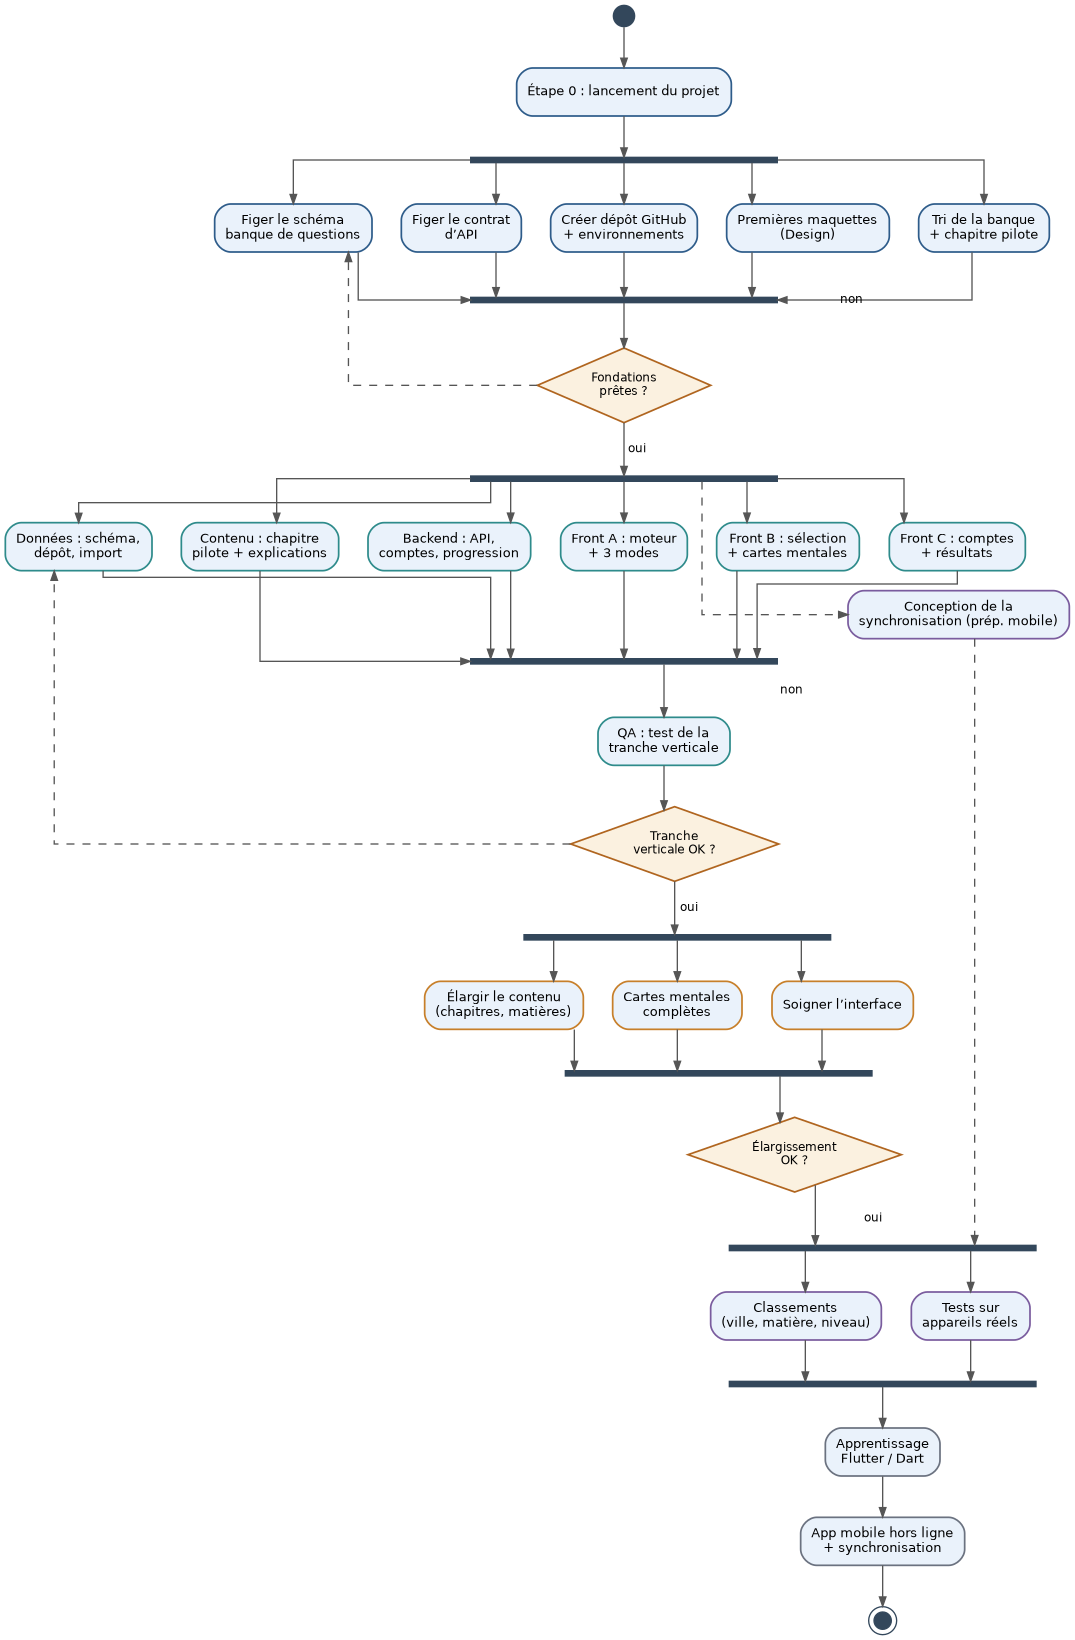 Étape 0 : lancement du projet
Figer le schéma
banque de questions
Figer le contrat
d’API
Créer dépôt GitHub
+ environnements
Premières maquettes
(Design)
Tri de la banque
+ chapitre pilote
non
Fondations
prêtes ?
oui
Données : schéma,
dépôt, import
Contenu : chapitre
pilote + explications
Backend : API,
comptes, progression
Front A : moteur
+ 3 modes
Front B : sélection
+ cartes mentales
Front C : comptes
+ résultats
Conception de la
synchronisation (prép. mobile)
non
QA : test de la
tranche verticale
Tranche
verticale OK ?
oui
Élargir le contenu
(chapitres, matières)
Cartes mentales
complètes
Soigner l’interface
Élargissement
OK ?
oui
Classements
(ville, matière, niveau)
Tests sur
appareils réels
Apprentissage
Flutter / Dart
App mobile hors ligne
+ synchronisation